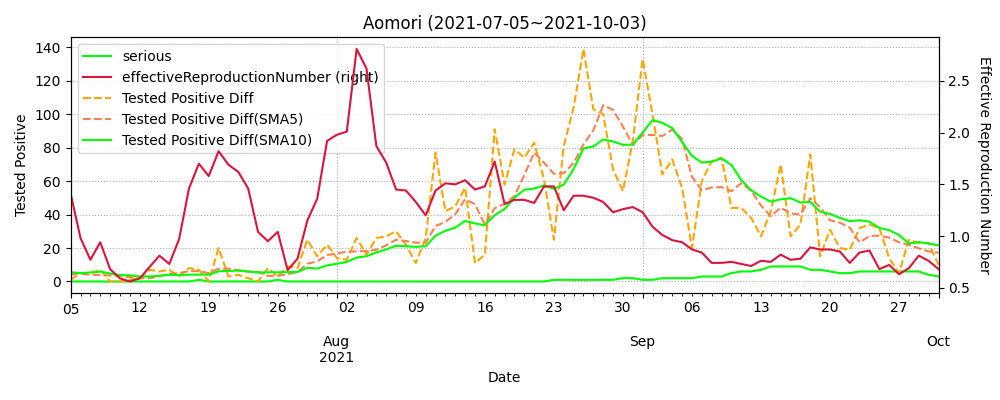 Aomori (2021-07-05~2021-10-03)
serious
effectiveReproductionNumber (right)
Tested Positive Diff
Tested Positive Diff(SMA5)
Tested Positive Diff(SMA10)
Tested Positive
140
120
100
80
60
40
20
0
2.5
2.0
1.5
1.0
0.5
Effective Reproduction Number
05 12 19 26 02 09 16 23 30 06 13 20 27
Aug Sep Oct
2021
Date